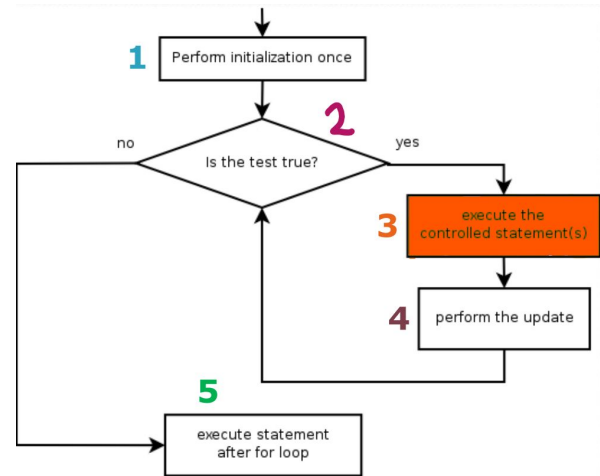 1
Perform initialization once
2
no
yes
Is the test true?
3
execute the
controlled statement(s)
4
perform the update
5
execute statement
after for loop